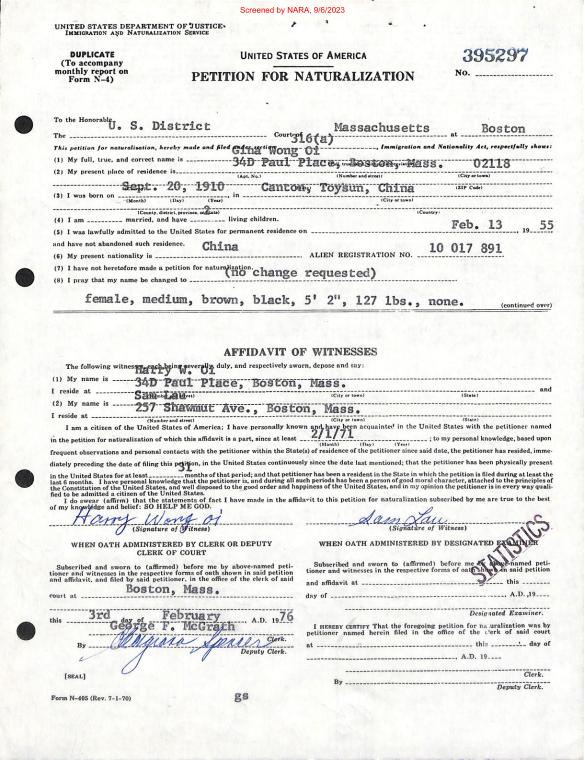 Screened by NARA, 9/6/2023
UNITED STATES DEPARTMENT OF JUSTICE
IMMIGRATION AND NATURALIZATION SERVICE
DUPLICATE
(To accompany
monthly report on
Form N-4)
UNITED STATES OF AMERICA
PETITION FOR NATURALIZATION
395297
No.
To the Honorable U. S. District
The Court of Massachusetts at Boston
316(a)
This petition for naturalization, hereby made and filed under section , Immigration and Nationality Act, respectfully shows:
(1) My full, true, and correct name is Gina Wong Oi
(2) My present place of residence is 34D Paul Place, Boston, Mass. 02118
(Apt. No.) (Number and street) (City or town)
(3) I was born on Sept. 20, 1910 in Canton, Toysun, China (ZIP Code)
(Month) (Day) (Year) (City or town)
(County, district, province, or state) (Country)
(4) I am married, and have 2 living children.
(5) I was lawfully admitted to the United States for permanent residence on Feb. 13 19 55
and have not abandoned such residence.
(6) My present nationality is China ALIEN REGISTRATION NO. 10 017 891
(7) I have not heretofore made a petition for naturalization.
(8) I pray that my name be changed to (no change requested)
female, medium, brown, black, 5' 2", 127 lbs., none. (continued over)
AFFIDAVIT OF WITNESSES
The following witnesses, each being severally, duly, and respectively sworn, depose and say:
(1) My name is Harry W. Oi
I reside at 34D Paul Place, Boston, Mass. and
(City or town) (State)
(2) My name is Sam Lau
I reside at 257 Shawmut Ave., Boston, Mass.
(Number and street) (City or town) (State)
I am a citizen of the United States of America; I have personally known and have been acquainted in the United States with the petitioner named
in the petition for naturalization of which this affidavit is a part, since at least 2/1/71 ; to my personal knowledge, based upon
(Month) (Day) (Year)
frequent observations and personal contacts with the petitioner within the State(s) of residence of the petitioner since said date, the petitioner has resided, imme-
diately preceding the date of filing this petition, in the United States continuously since the date last mentioned; that the petitioner has been physically present
in the United States for at least 31 months of that period; and that petitioner has been a resident in the State in which the petition is filed during at least the
last 6 months. I have personal knowledge that the petitioner is, and during all such periods has been a person of good moral character, attached to the principles of
the Constitution of the United States, and well disposed to the good order and happiness of the United States, and in my opinion the petitioner is in every way quali-
fied to be admitted a citizen of the United States.
I do swear (affirm) that the statements of fact I have made in the affidavit to this petition for naturalization subscribed by me are true to the best
of my knowledge and belief: SO HELP ME GOD.
Harry Wong Oi Sam Lau
(Signature of Witness) (Signature of Witness)
WHEN OATH ADMINISTERED BY CLERK OR DEPUTY
CLERK OF COURT
Subscribed and sworn to (affirmed) before me by above-named peti-
tioner and witnesses in the respective forms of oath shown in said petition
and affidavit, and filed by said petitioner, in the office of the clerk of said
court at Boston, Mass.
this 3rd day of February A.D. 19 76
George F. McGrath
Clerk.
By Spencer
Deputy Clerk.
[SEAL]
WHEN OATH ADMINISTERED BY DESIGNATED EXAMINER
STATISTICS
Subscribed and sworn to (affirmed) before me by above-named peti-
tioner and witnesses in the respective forms of oath shown in said petition
and affidavit at this
day of A.D., 19
Designated Examiner.
I HEREBY CERTIFY That the foregoing petition for naturalization was by
petitioner named herein filed in the office of the clerk of said court
at this day of
, A.D. 19
Clerk.
By
Deputy Clerk.
Form N-405 (Rev. 7-1-70)
gs